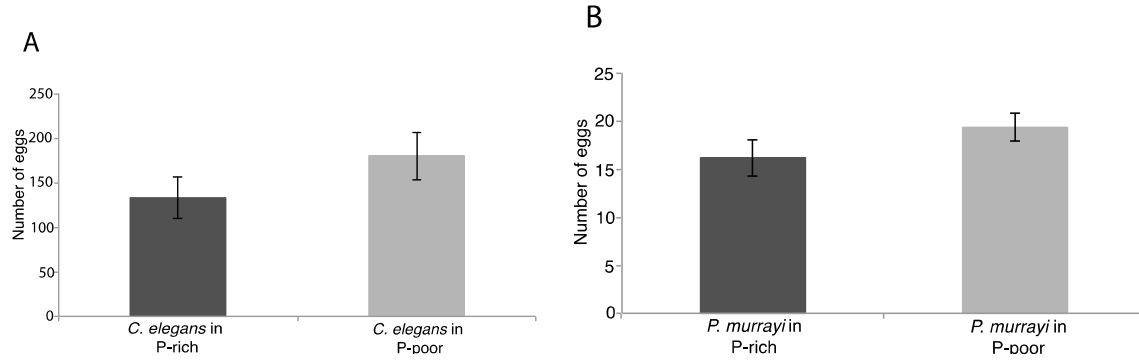 A
Number of eggs
250
200
150
100
50
0
C. elegans in
P-rich
C. elegans in
P-poor
B
Number of eggs
25
20
15
10
5
0
P. murrayi in
P-rich
P. murrayi in
P-poor